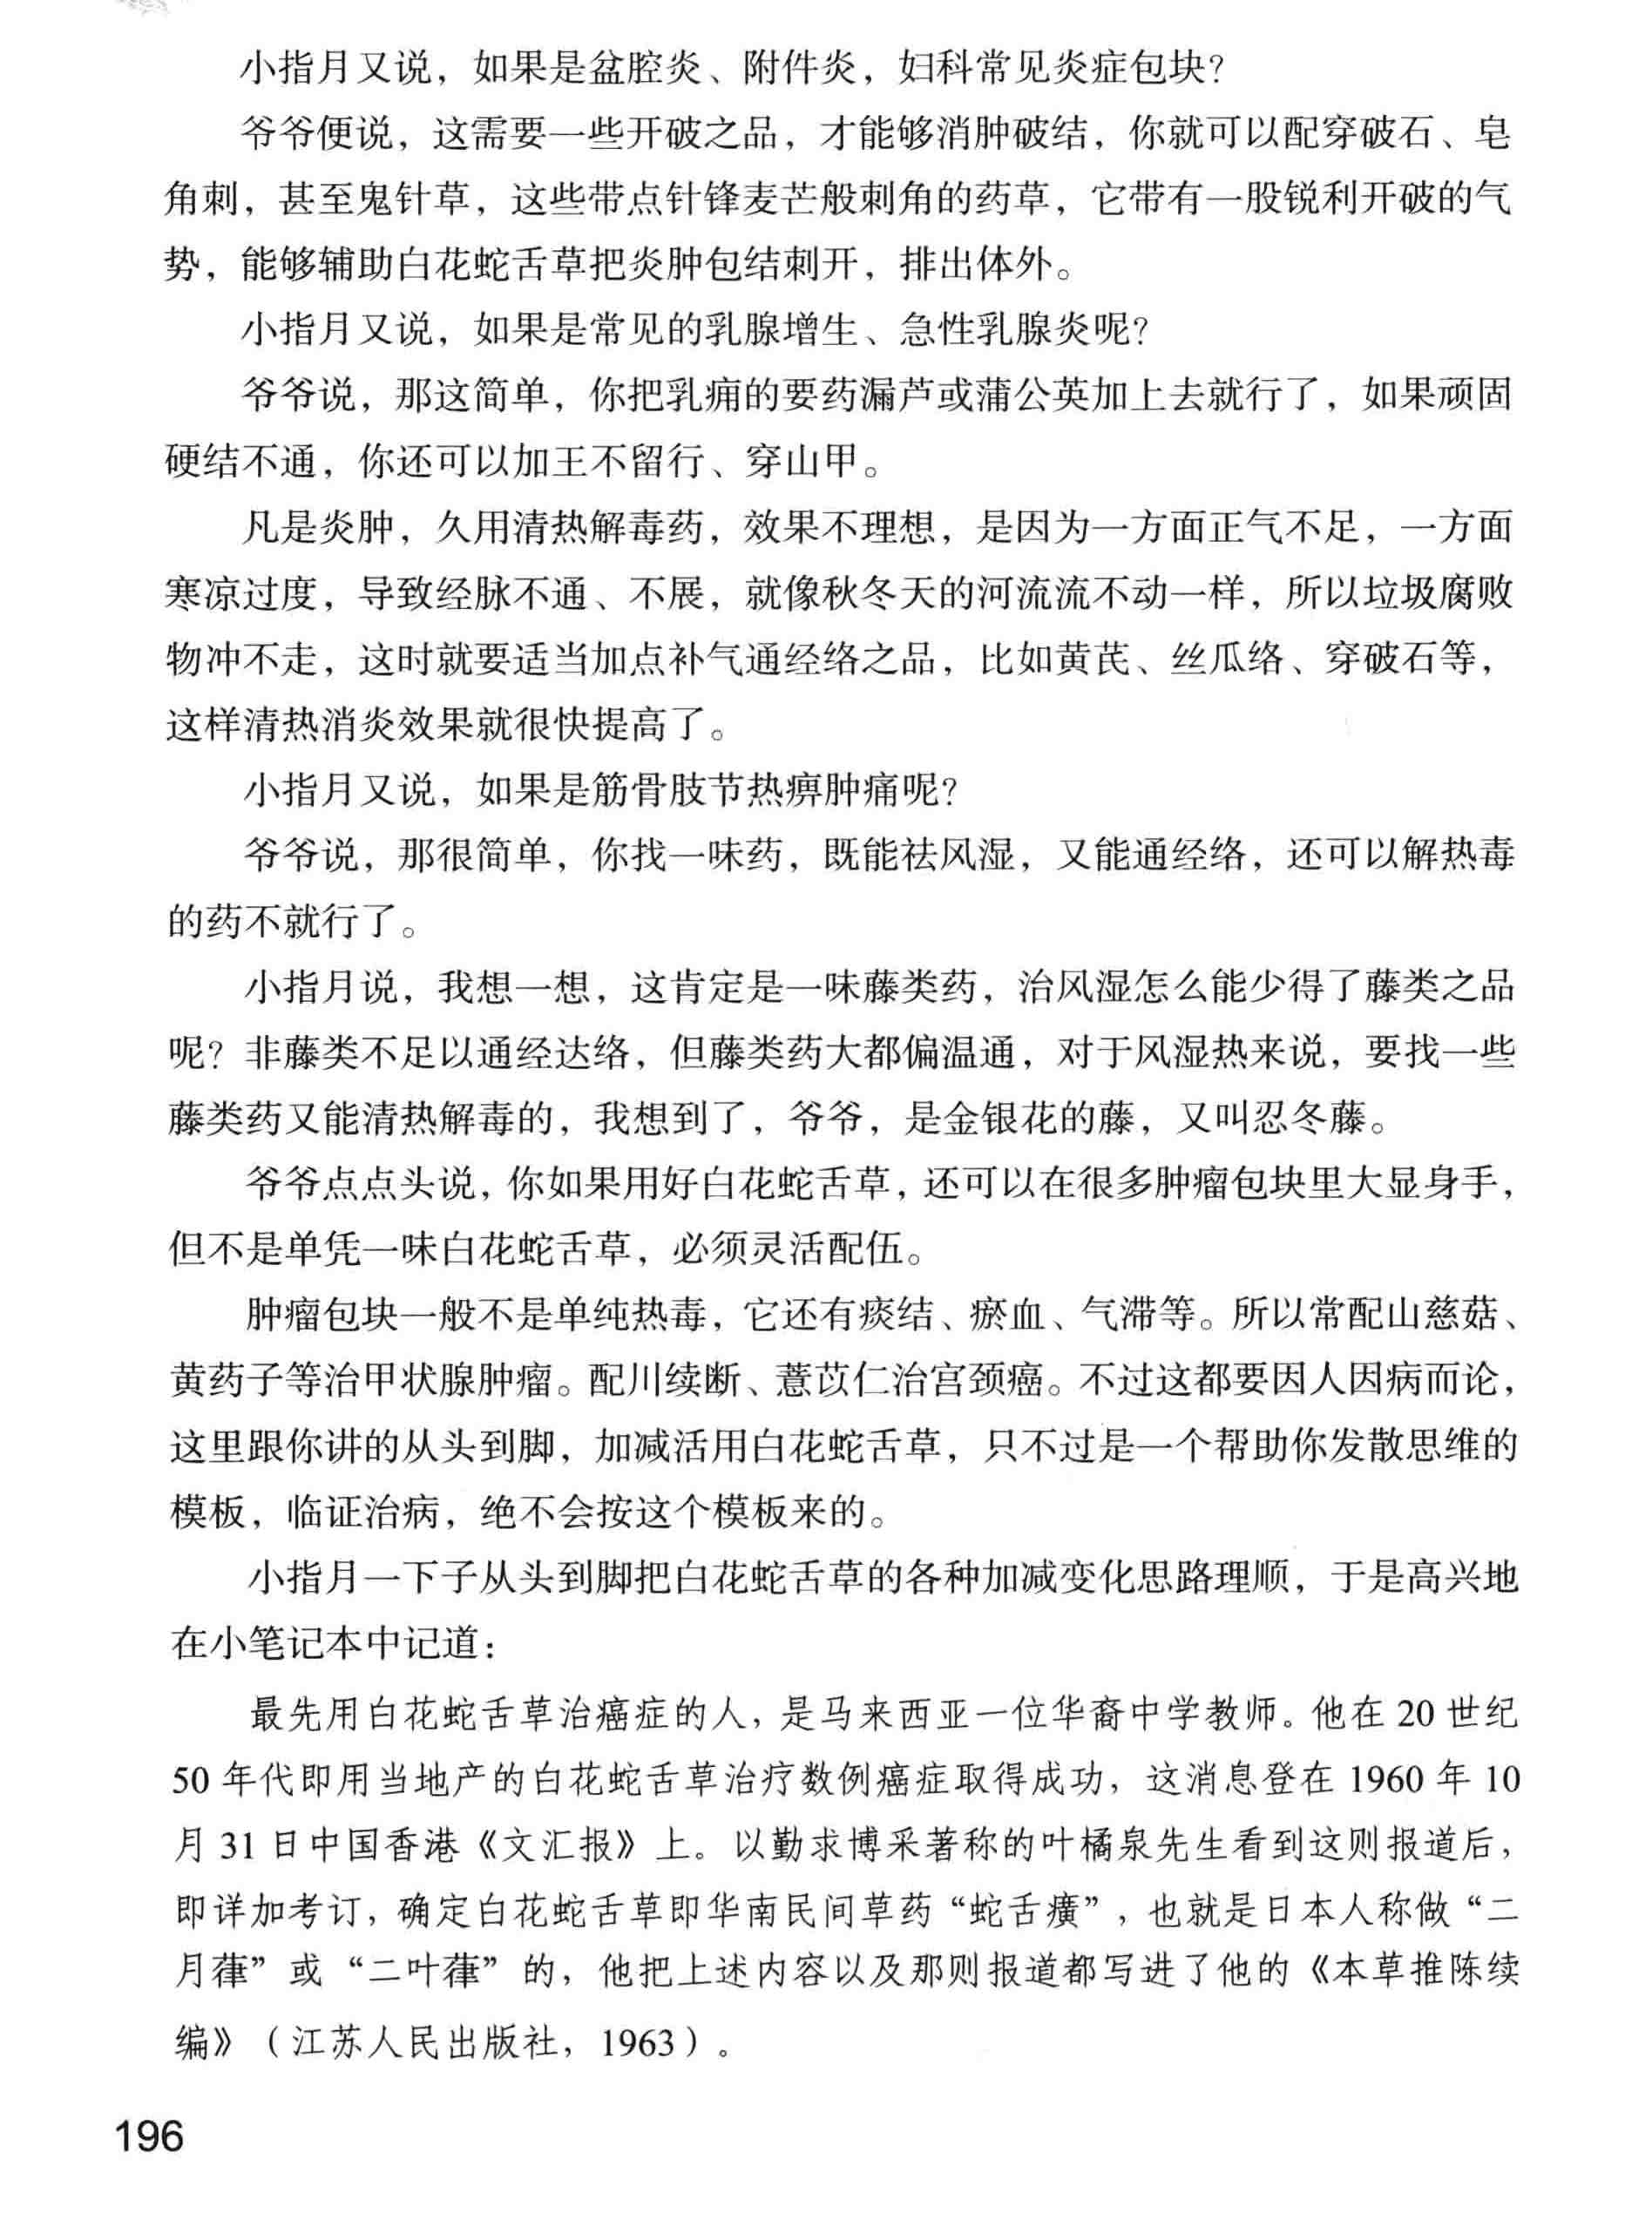 小指月又说，如果是盆腔炎、附件炎，妇科常见炎症包块？
爷爷便说，这需要一些开破之品，才能够消肿破结，你就可以配穿破石、皂
角刺，甚至鬼针草，这些带点针锋麦芒般刺角的药草，它带有一股锐利开破的气
势，能够辅助白花蛇舌草把炎肿包结刺开，排出体外。
小指月又说，如果是常见的乳腺增生、急性乳腺炎呢？
爷爷说，那这简单，你把乳痈的要药漏芦或蒲公英加上去就行了，如果顽固
硬结不通，你还可以加王不留行、穿山甲。
凡是炎肿，久用清热解毒药，效果不理想，是因为一方面正气不足，一方面
寒凉过度，导致经脉不通、不展，就像秋冬天的河流流不动一样，所以垃圾腐败
物冲不走，这时就要适当加点补气通经络之品，比如黄芪、丝瓜络、穿破石等，
这样清热消炎效果就很快提高了。
小指月又说，如果是筋骨肢节热痹肿痛呢？
爷爷说，那很简单，你找一味药，既能祛风湿，又能通经络，还可以解热毒
的药不就行了。
小指月说，我想一想，这肯定是一味藤类药，治风湿怎么能少得了藤类之品
呢？非藤类不足以通经达络，但藤类药大都偏温通，对于风湿热来说，要找一些
藤类药又能清热解毒的，我想到了，爷爷，是金银花的藤，又叫忍冬藤。
爷爷点点头说，你如果用好白花蛇舌草，还可以在很多肿瘤包块里大显身手，
但不是单凭一味白花蛇舌草，必须灵活配伍。
肿瘤包块一般不是单纯热毒，它还有痰结、瘀血、气滞等。所以常配山慈菇、
黄药子等治甲状腺肿瘤。配川续断、薏苡仁治宫颈癌。不过这都要因人因病而论，
这里跟你讲的从头到脚，加减活用白花蛇舌草，只不过是一个帮助你发散思维的
模板，临证治病，绝不会按这个模板来的。
小指月一下子从头到脚把白花蛇舌草的各种加减变化思路理顺，于是高兴地
在小笔记本中记道：
最先用白花蛇舌草治癌症的人，是马来西亚一位华裔中学教师。他在 20 世纪
50 年代即用当地产的白花蛇舌草治疗数例癌症取得成功，这消息登在 1960 年 10
月 31 日中国香港《文汇报》上。以勤求博采著称的叶橘泉先生看到这则报道后，
即详加考订，确定白花蛇舌草即华南民间草药“蛇舌癀”，也就是日本人称做“二
月葎”或“二叶葎”的，他把上述内容以及那则报道都写进了他的《本草推陈续
编》（江苏人民出版社，1963）。
196